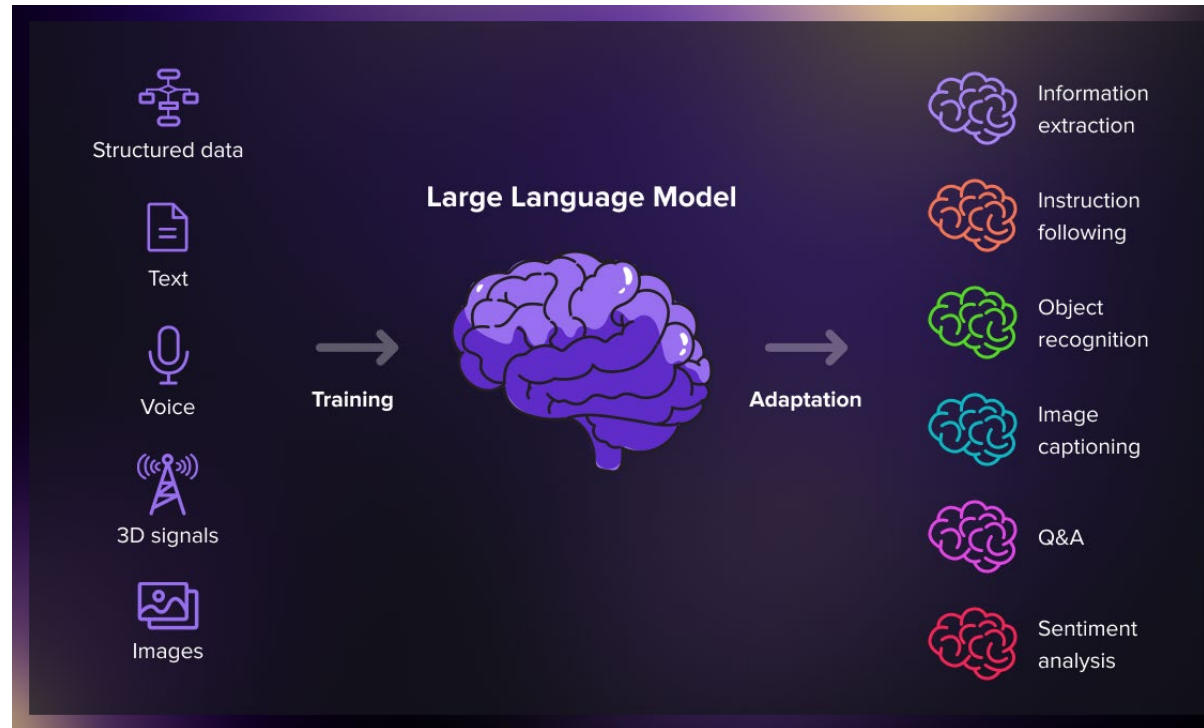 Structured data
Text
Voice
3D signals
Images
Training
Large Language Model
Adaptation
Information
extraction
Instruction
following
Object
recognition
Image
captioning
Q&A
Sentiment
analysis